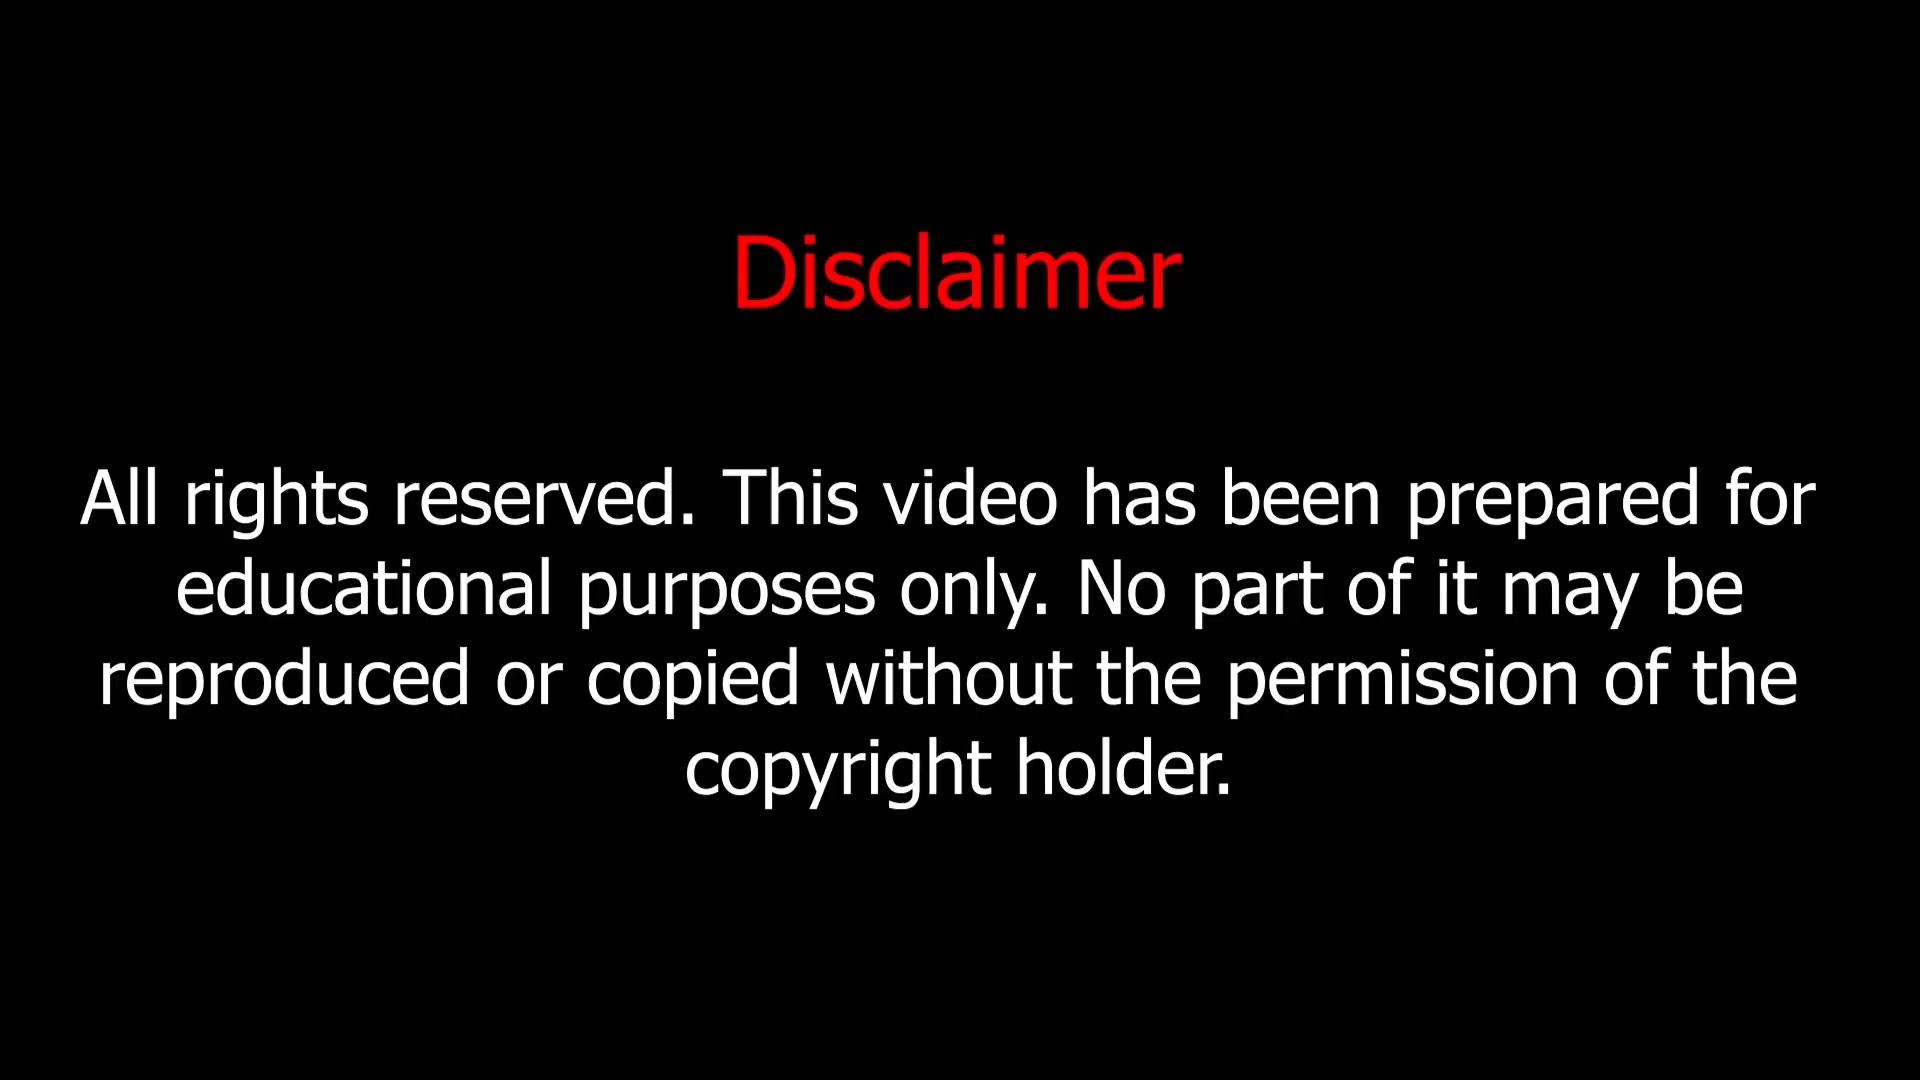 Disclaimer
All rights reserved. This video has been prepared for
educational purposes only. No part of it may be
reproduced or copied without the permission of the
copyright holder.